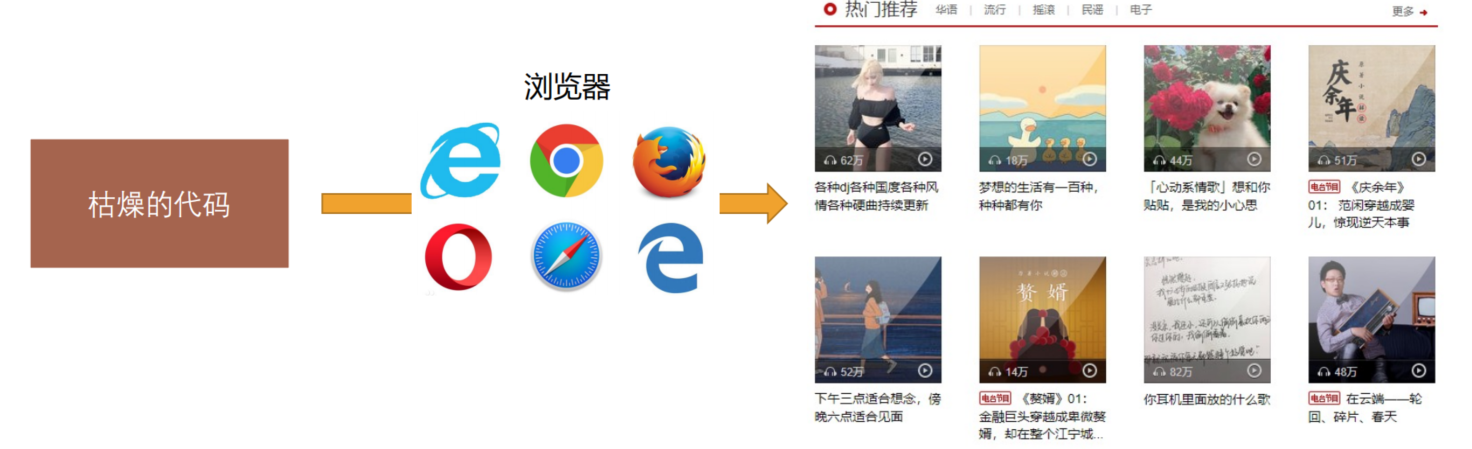 枯燥的代码
浏览器
热门推荐 华语 | 流行 | 摇滚 | 民谣 | 电子
更多
62万
各种dj各种国度各种风
情各种硬曲持续更新
18万
梦想的生活有一百种，
种种都有你
44万
「心动系情歌」想和你
贴贴，是我的小心思
庆余年
51万
电台节目 《庆余年》
01： 范闲穿越成婴
儿，惊现逆天本事
52万
下午三点适合想念，傍
晚六点适合见面
赘婿
14万
电台节目 《赘婿》01：
金融巨头穿越成卑微赘
婿，却在整个江宁城...
82万
你耳机里面放的什么歌
48万
电台节目 在云端——轮
回、碎片、春天